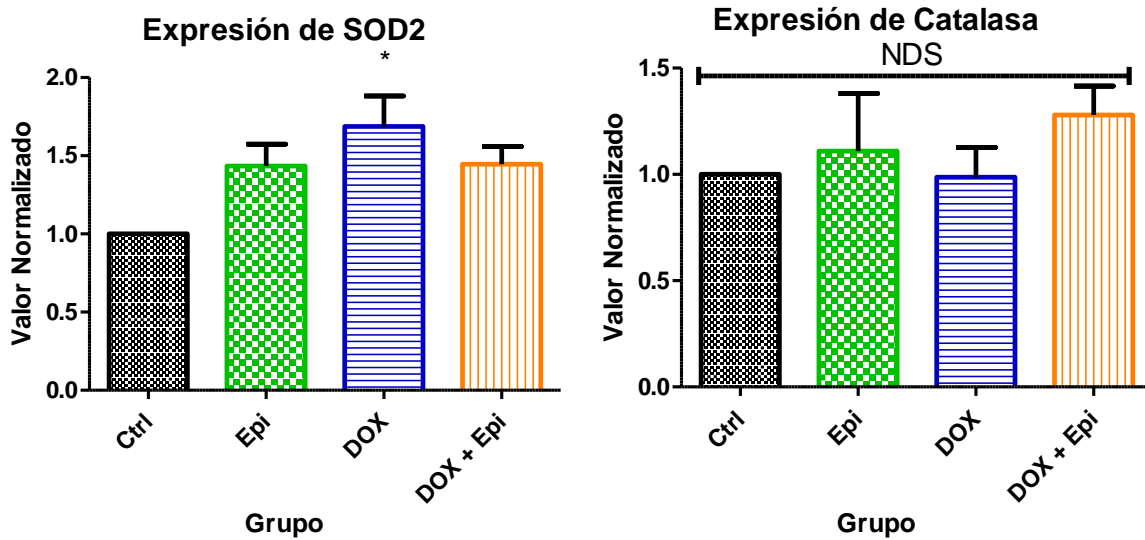 Expresión de SOD2
*
2.0
1.5
1.0
0.5
0.0
Valor Normalizado
Ctrl
Epi
DOX
DOX + Epi
Grupo
Expresión de Catalasa
NDS
1.5
1.0
0.5
0.0
Valor Normalizado
Ctrl
Epi
DOX
DOX + Epi
Grupo